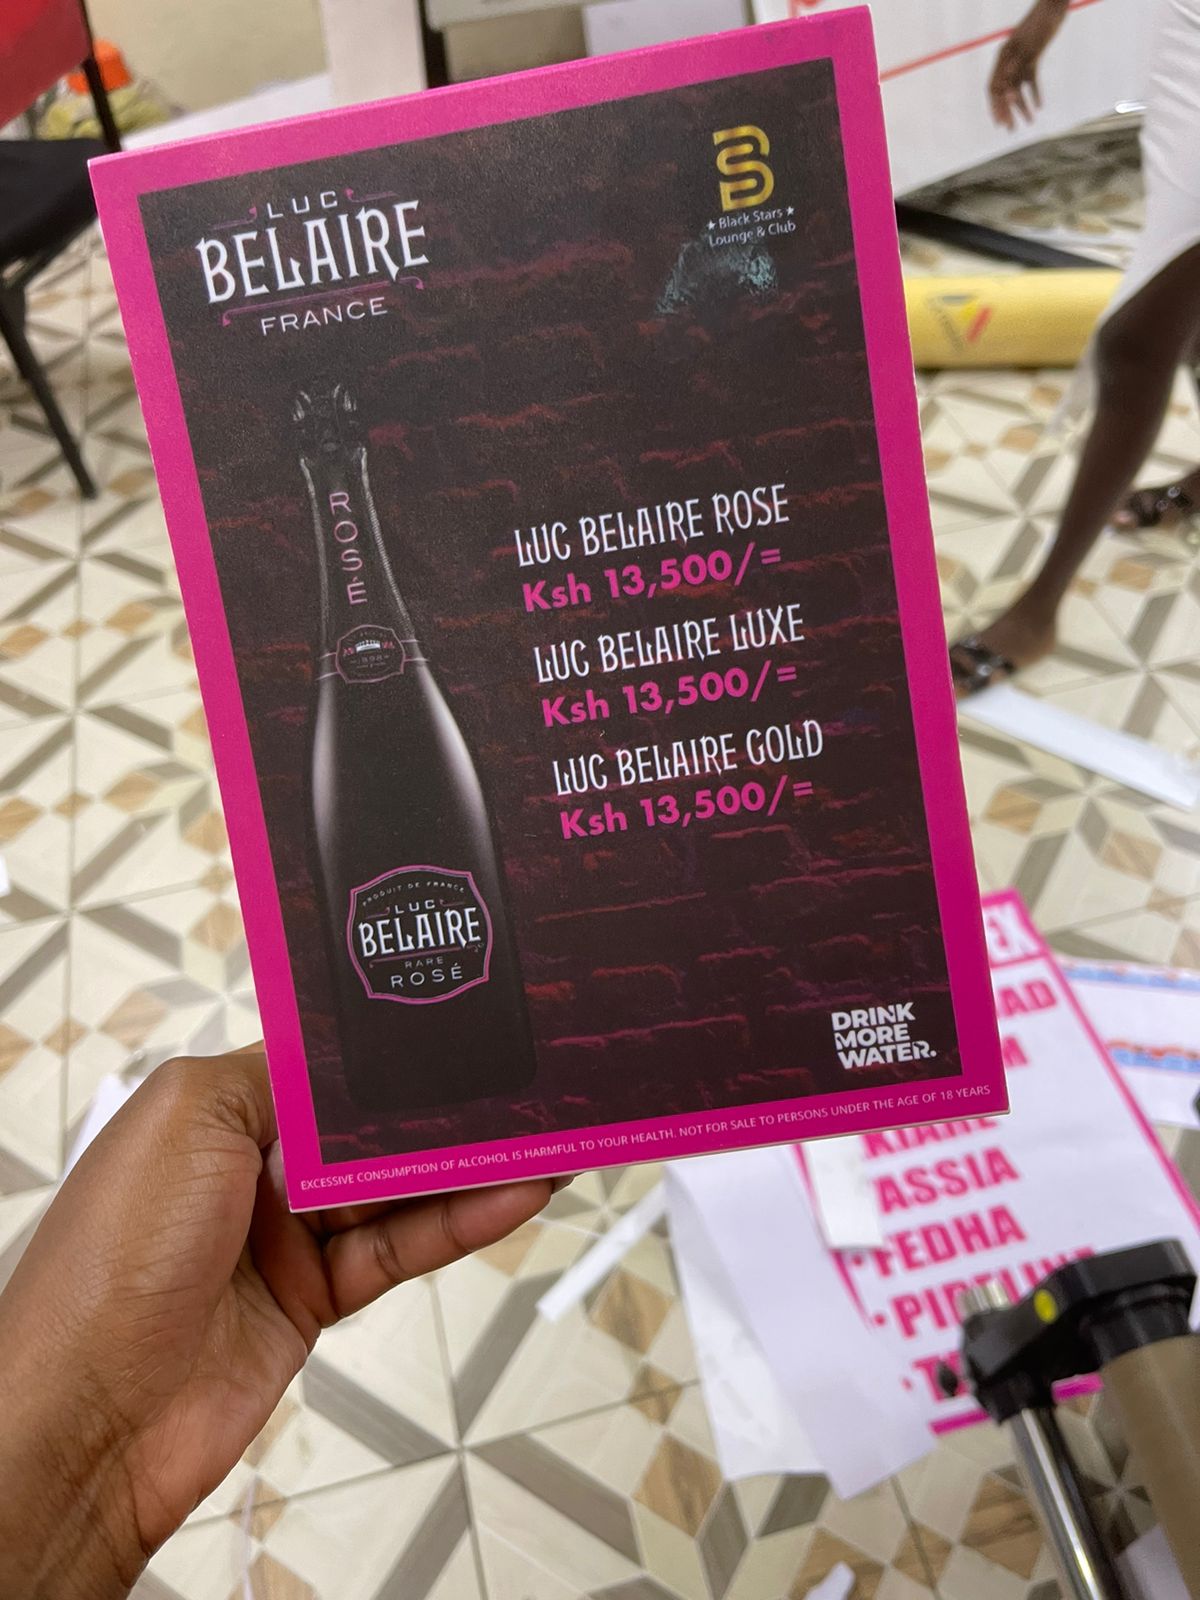 LUC
BELAIRE
FRANCE
BS
★ Black Stars ★
Lounge & Club
ROSÉ
1898
LUC BELAIRE ROSE
Ksh 13,500/=
LUC BELAIRE LUXE
Ksh 13,500/=
LUC BELAIRE GOLD
Ksh 13,500/=
PRODUIT DE FRANCE
LUC
BELAIRE
RARE
ROSÉ
DRINK
MORE
WATER.
EXCESSIVE CONSUMPTION OF ALCOHOL IS HARMFUL TO YOUR HEALTH. NOT FOR SALE TO PERSONS UNDER THE AGE OF 18 YEARS
ASSIA
• FEDHA